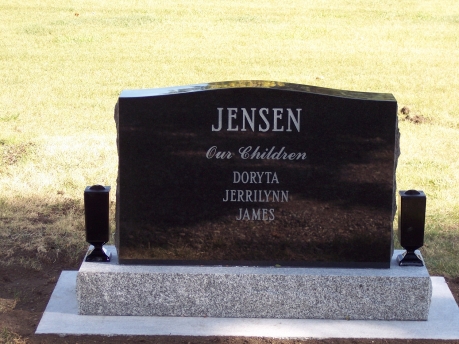 JENSEN
Our Children
DORYTA
JERRILYNN
JAMES